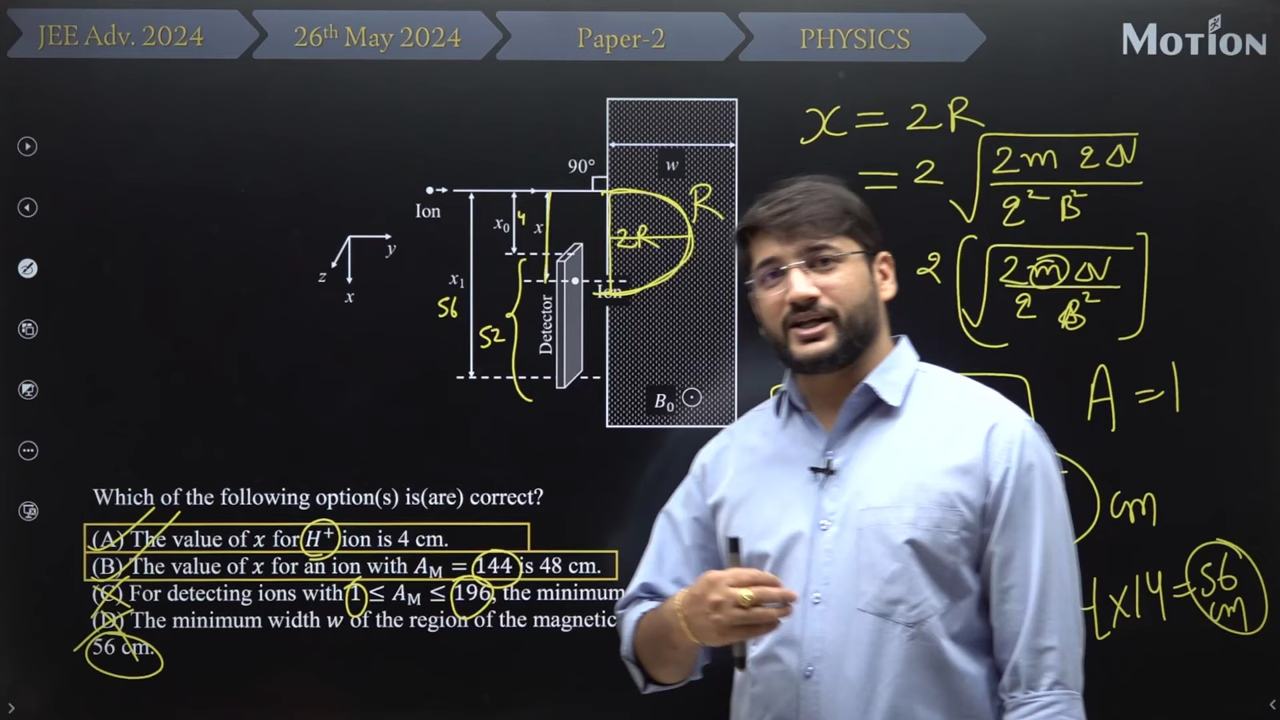 JEE Adv. 2024
26th May 2024
Paper-2
PHYSICS
MOTION
90°
w
Ion
x₀
4
x
R
2R
y
z
x
x₁
56
52
Detector
Ion
B₀
x = 2R
= 2 √(2m qΔV / q² B²)
2 [√(2m ΔV / q B²)]
A = 1
cm
4 x 14 = 56 cm
Which of the following option(s) is(are) correct?
(A) The value of x for H⁺ ion is 4 cm.
(B) The value of x for an ion with A_M = 144 is 48 cm.
(C) For detecting ions with 1 ≤ A_M ≤ 196, the minimum
(D) The minimum width w of the region of the magnetic
56 cm.